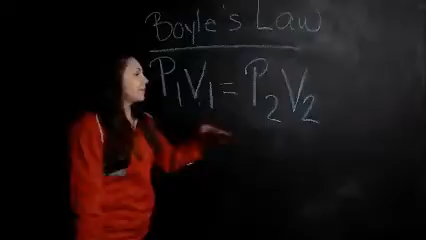 Boyle's Law
P₁V₁ = P₂V₂